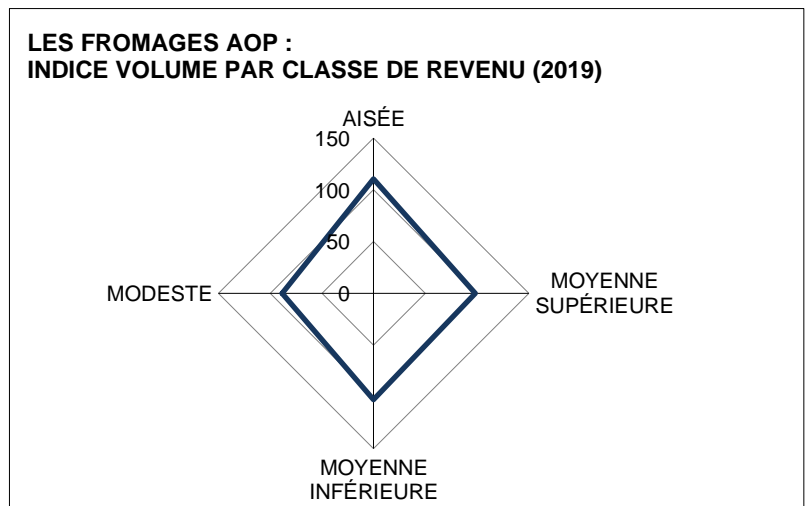 LES FROMAGES AOP :
INDICE VOLUME PAR CLASSE DE REVENU (2019)
AISÉE
150
100
50
0
MODESTE
MOYENNE
SUPÉRIEURE
MOYENNE
INFÉRIEURE